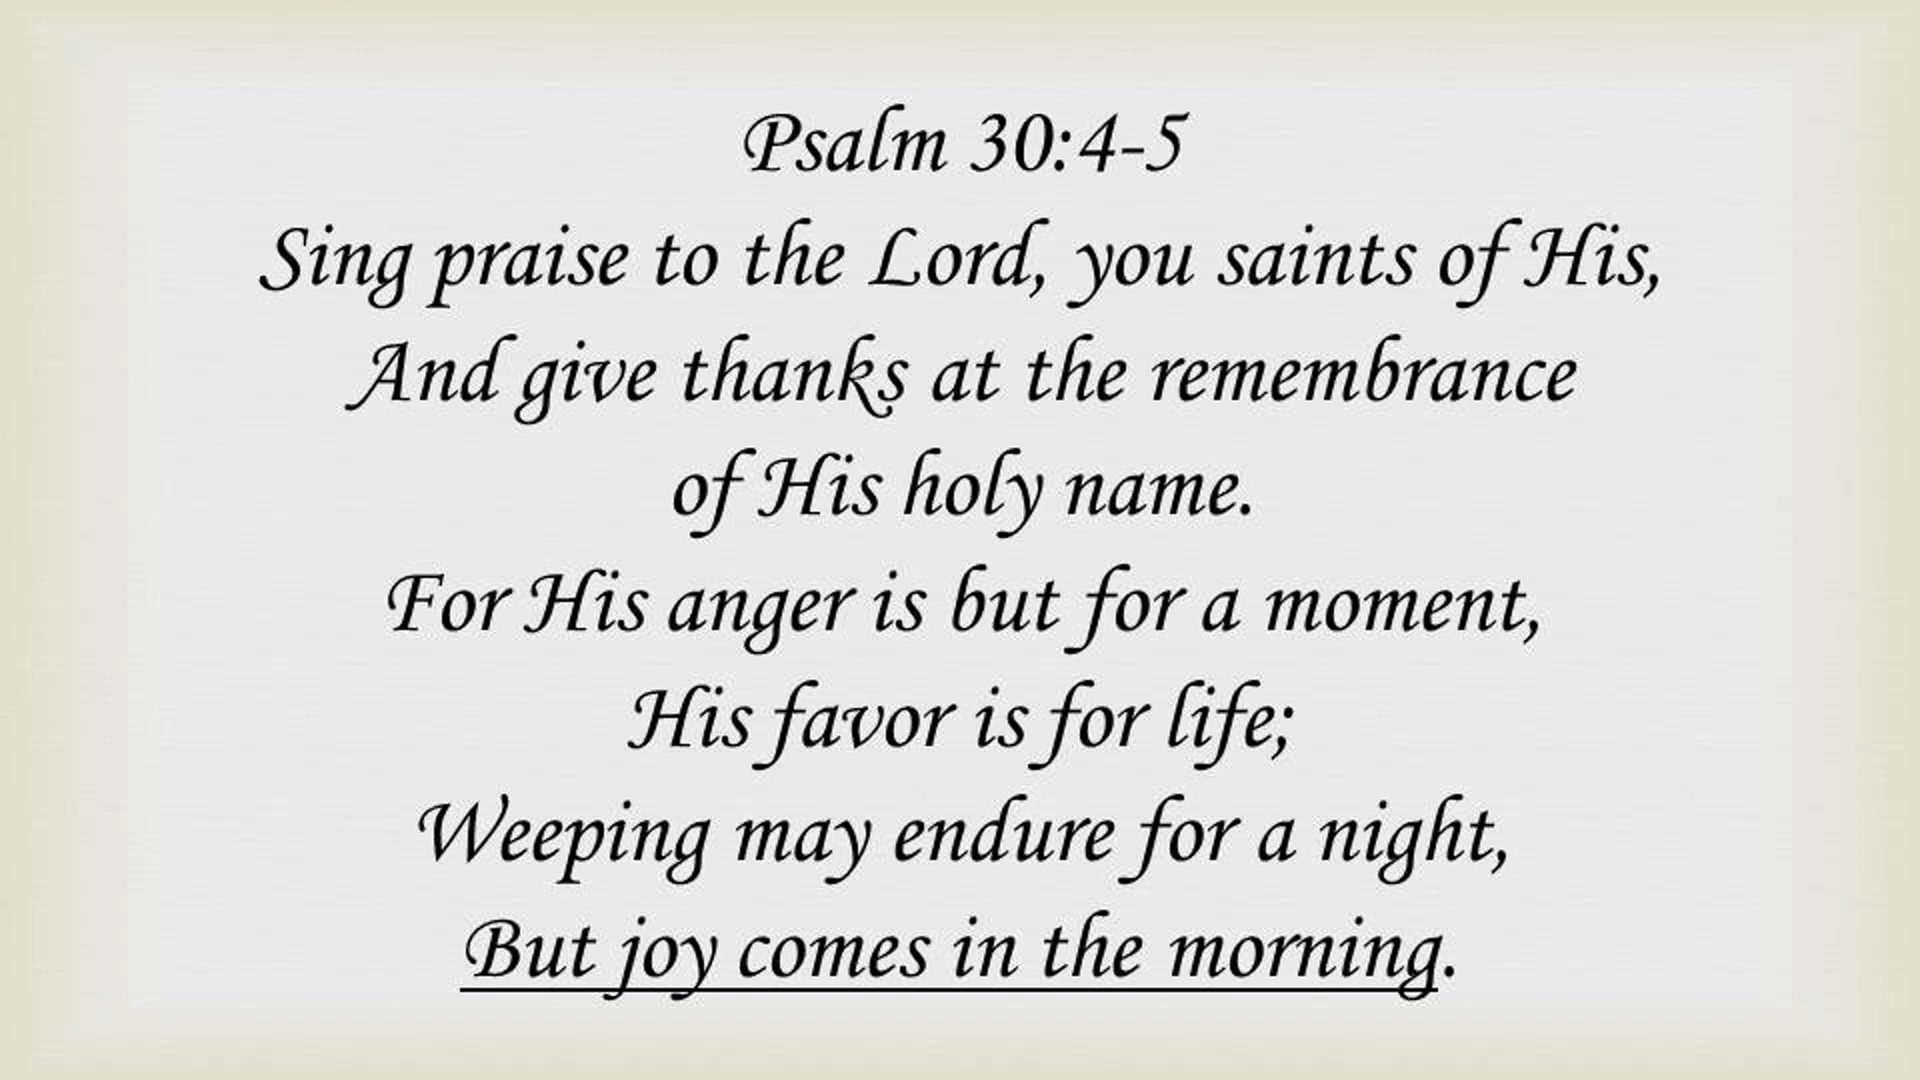 Psalm 30:4-5
Sing praise to the Lord, you saints of His,
And give thanks at the remembrance
of His holy name.
For His anger is but for a moment,
His favor is for life;
Weeping may endure for a night,
But joy comes in the morning.